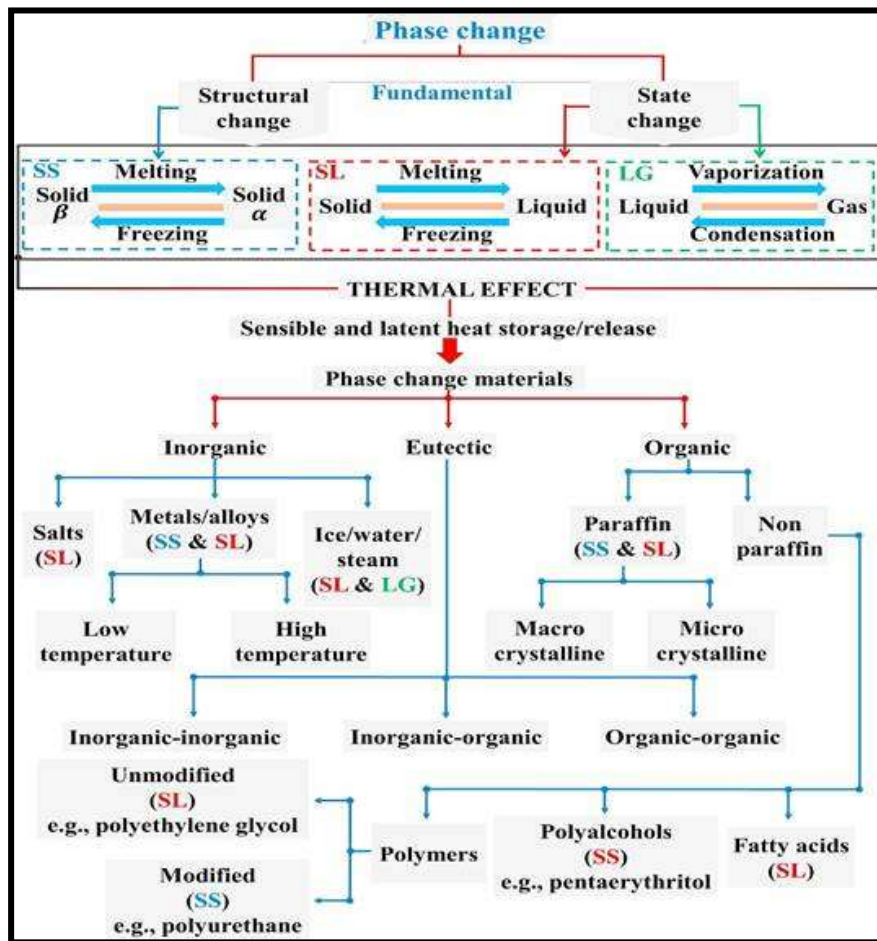 Phase change
Structural
change
Fundamental
State
change
SS
Melting
Solid
β
Solid
α
Freezing
SL
Melting
Solid
Liquid
Freezing
LG
Vaporization
Liquid
Gas
Condensation
THERMAL EFFECT
Sensible and latent heat storage/release
Phase change materials
Inorganic
Eutectic
Organic
Salts
(SL)
Metals/alloys
(SS & SL)
Ice/water/
steam
(SL & LG)
Paraffin
(SS & SL)
Non
paraffin
Low
temperature
High
temperature
Macro
crystalline
Micro
crystalline
Inorganic-inorganic
Inorganic-organic
Organic-organic
Unmodified
(SL)
e.g., polyethylene glycol
Modified
(SS)
e.g., polyurethane
Polymers
Polyalcohols
(SS)
e.g., pentaerythritol
Fatty acids
(SL)